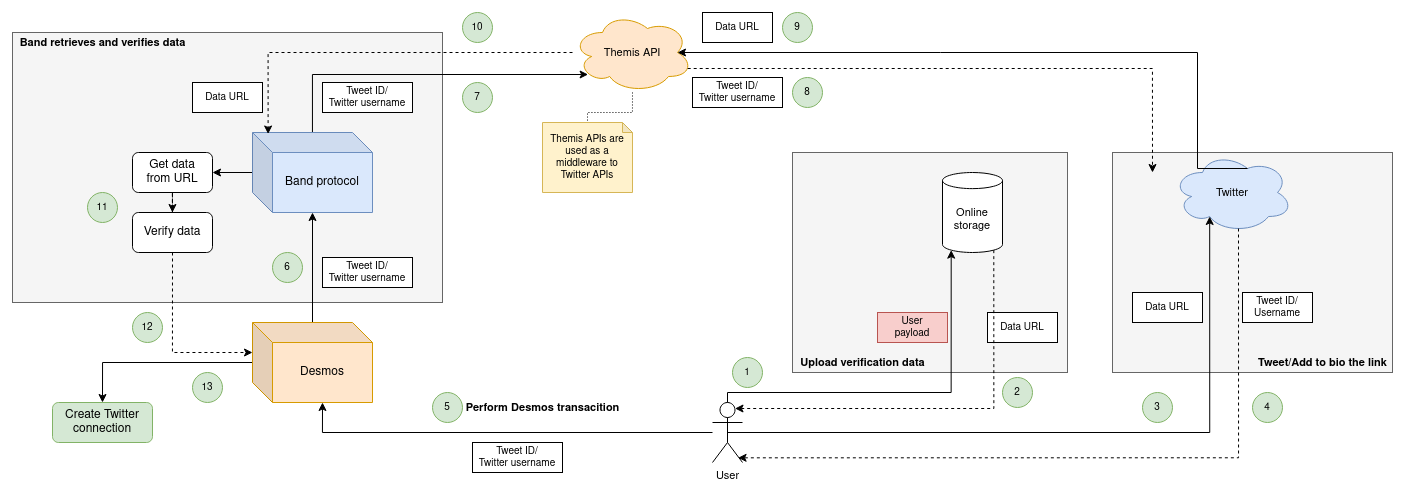 10
Data URL
9
Band retrieves and verifies data
Themis API
Data URL
Tweet ID/
Twitter username
7
Tweet ID/
Twitter username
8
Themis APIs are
used as a
middleware to
Twitter APIs
Get data
from URL
Band protocol
11
Verify data
Online
storage
Twitter
6
Tweet ID/
Twitter username
12
User
payload
Data URL
Data URL
Tweet ID/
Username
Upload verification data
Tweet/Add to bio the link
Desmos
13
1
2
3
4
Create Twitter
connection
5
Perform Desmos transacition
Tweet ID/
Twitter username
User